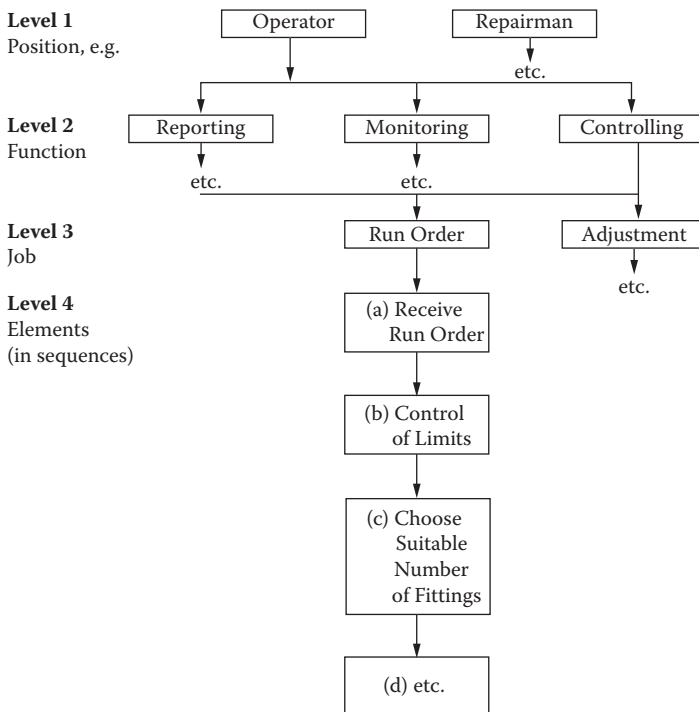 Level 1
Position, e.g.
Operator
Repairman
etc.
Level 2
Function
Reporting
Monitoring
Controlling
etc.
etc.
Level 3
Job
Run Order
Adjustment
etc.
Level 4
Elements
(in sequences)
(a) Receive
Run Order
(b) Control
of Limits
(c) Choose
Suitable
Number
of Fittings
(d) etc.